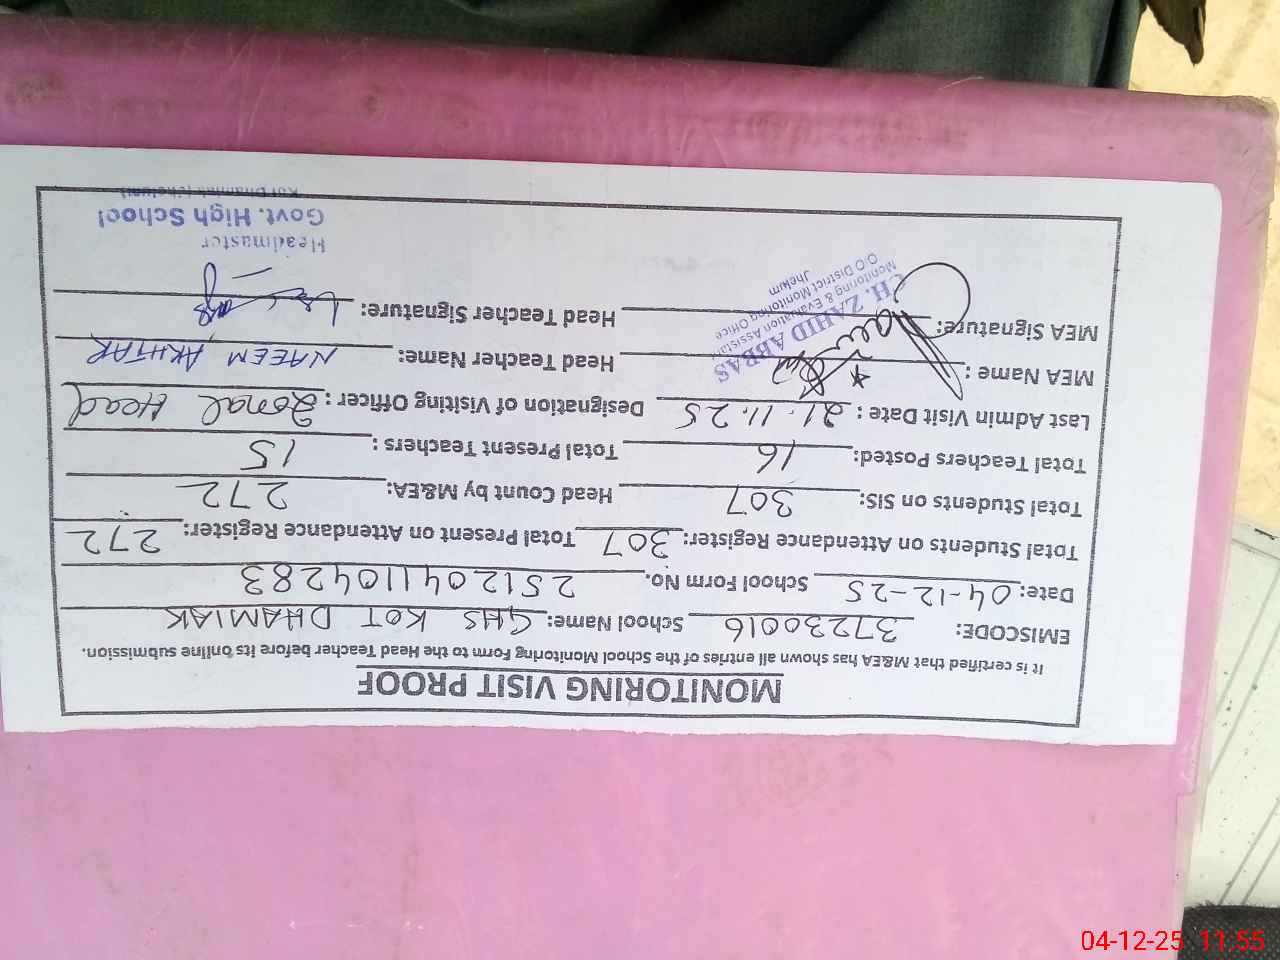 MONITORING VISIT PROOF
It is certified that M&EA has shown all entries of the School Monitoring Form to the Head Teacher before its online submission.
EMISCODE: 37230016 School Name: GHS KOT DHAMIAK
Date: 04-12-25 School Form No. 2512041104283
Total Students on Attendance Register: 307 Total Present on Attendance Register: 272
Total Students on SIS: 307 Head Count by M&EA: 272
Total Teachers Posted: 16 Total Present Teachers: 15
Last Admin Visit Date: 21.11.25 Designation of Visiting Officer: Zonal Head
MEA Name: Head Teacher Name: NAEEM AKHTAR
MEA Signature: Head Teacher Signature:
CH. ZAHID ABBAS
Monitoring & Evaluation Assistant
O/O District Monitoring Office
Jhelum
Headmaster
Govt. High School
Kot Dhamiak (Jhelum)
04-12-25 11:55